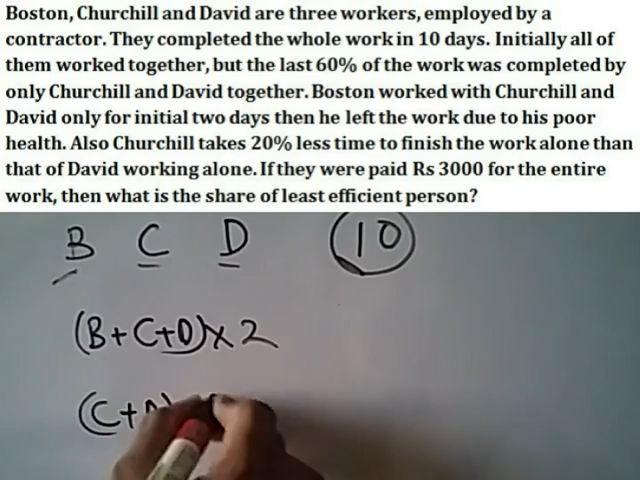 Boston, Churchill and David are three workers, employed by a
contractor. They completed the whole work in 10 days. Initially all of
them worked together, but the last 60% of the work was completed by
only Churchill and David together. Boston worked with Churchill and
David only for initial two days then he left the work due to his poor
health. Also Churchill takes 20% less time to finish the work alone than
that of David working alone. If they were paid Rs 3000 for the entire
work, then what is the share of least efficient person?
B C D 10
(B+C+D)x2
(C+